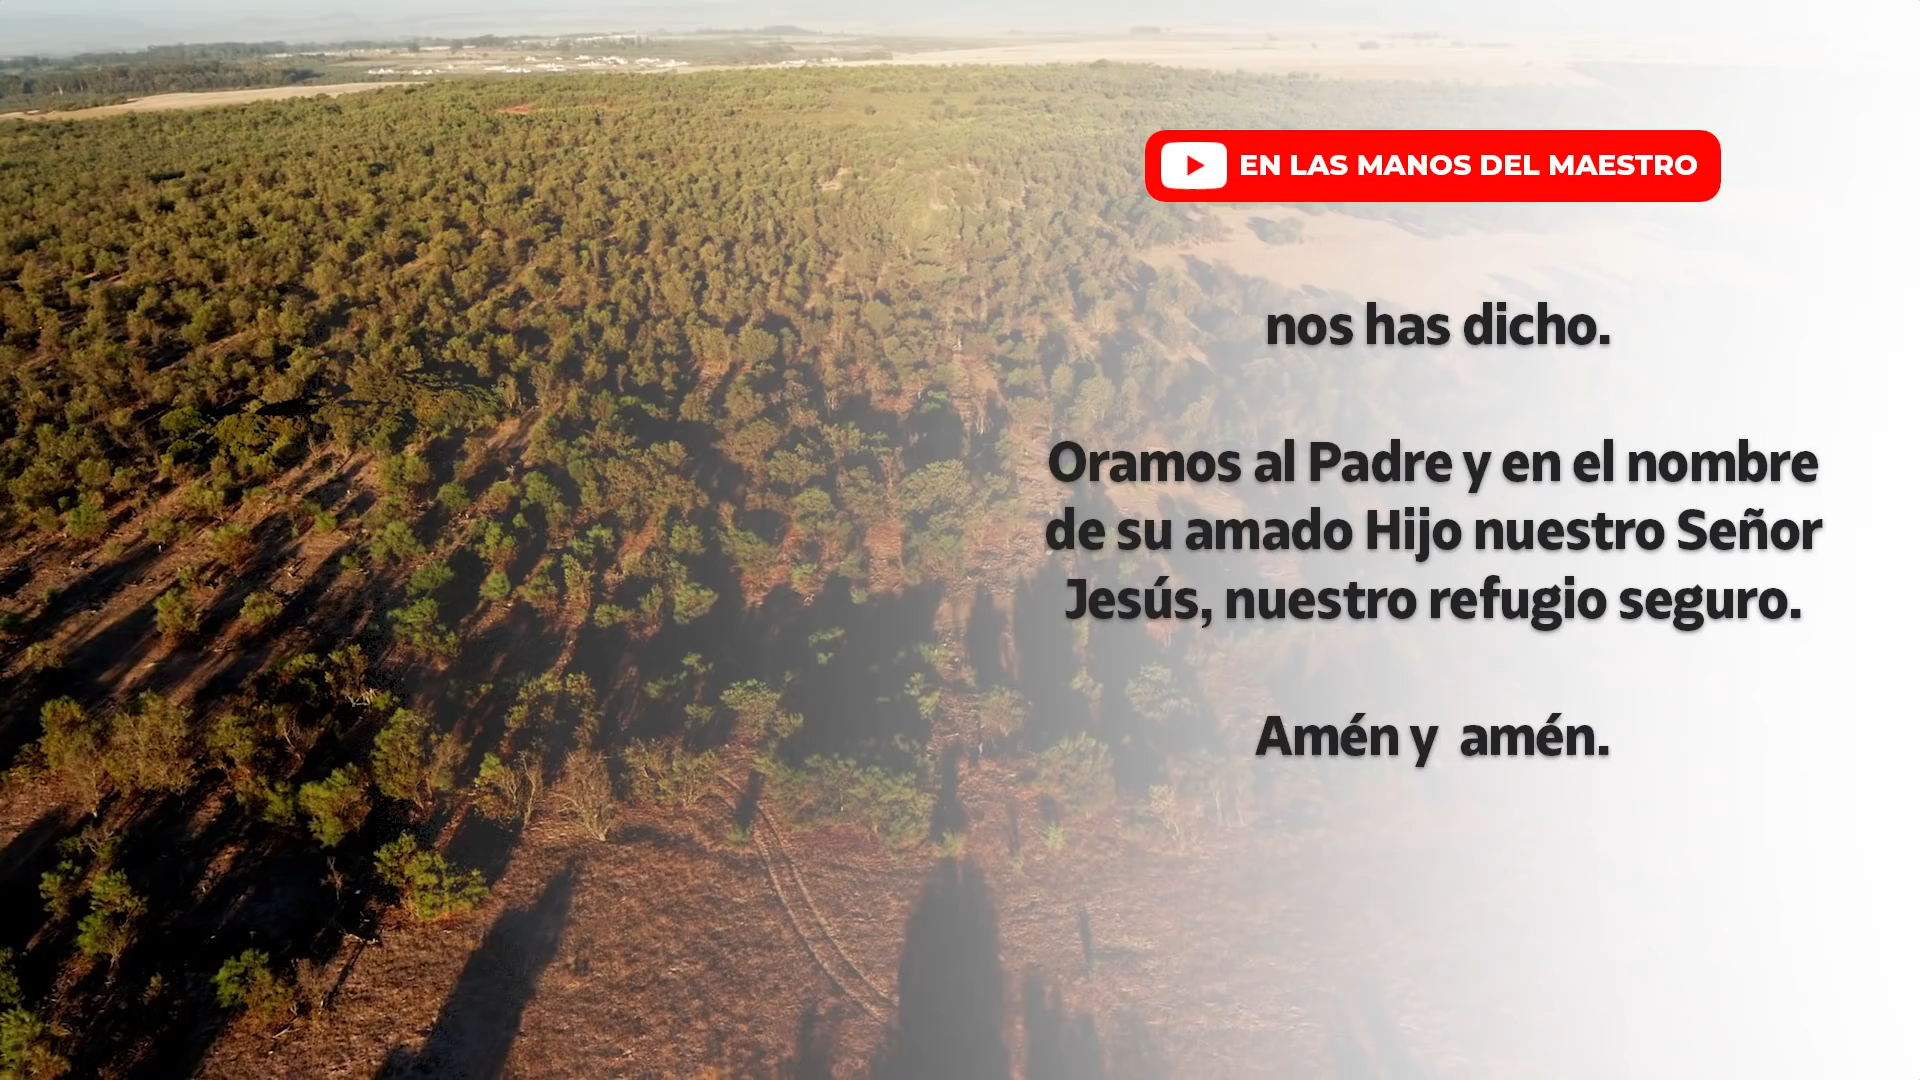 EN LAS MANOS DEL MAESTRO
nos has dicho.
Oramos al Padre y en el nombre
de su amado Hijo nuestro Señor
Jesús, nuestro refugio seguro.
Amén y  amén.